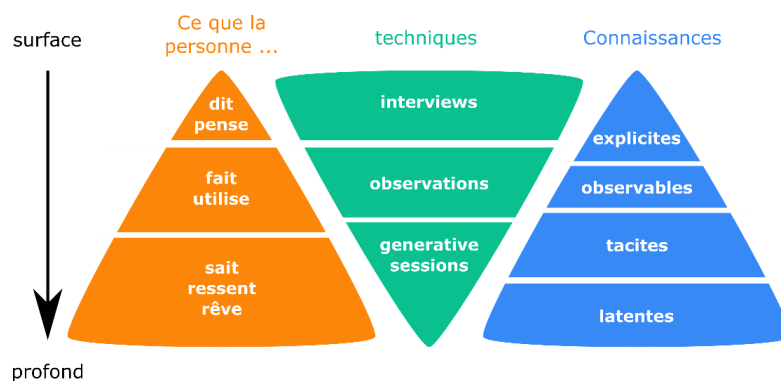 surface
profond
Ce que la
personne ...
dit
pense
fait
utilise
sait
ressent
rêve
techniques
interviews
observations
generative
sessions
Connaissances
explicites
observables
tacites
latentes